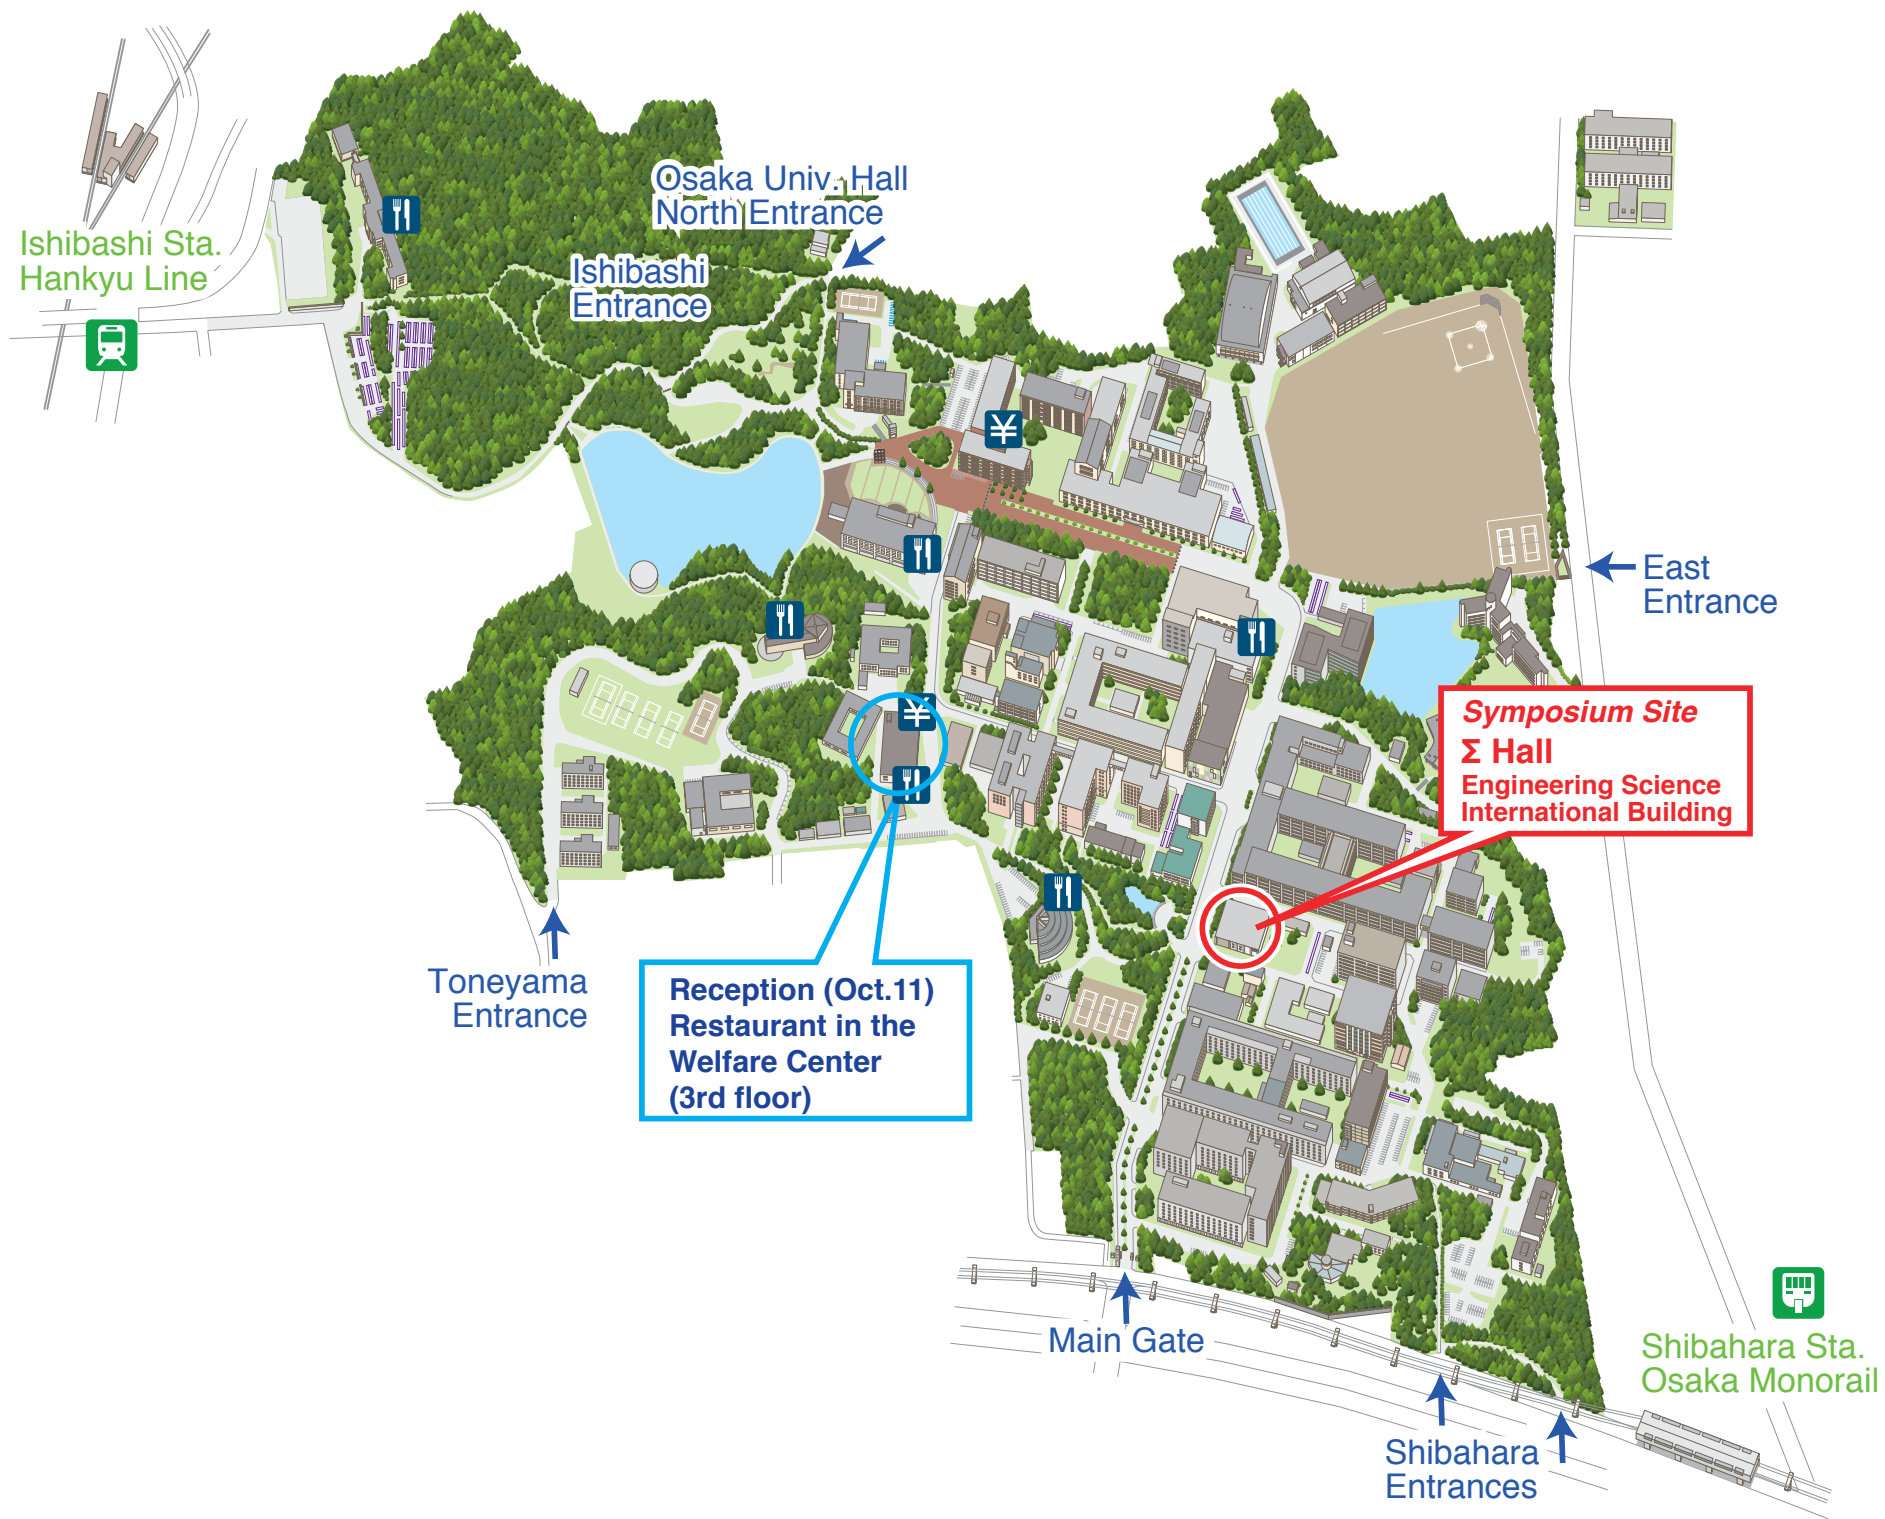 Osaka Univ. Hall
North Entrance
Ishibashi Sta.
Hankyu Line
Ishibashi
Entrance
¥
East
Entrance
¥
Symposium Site
Σ Hall
Engineering Science
International Building
Toneyama
Entrance
Reception (Oct.11)
Restaurant in the
Welfare Center
(3rd floor)
Main Gate
Shibahara Sta.
Osaka Monorail
Shibahara
Entrances